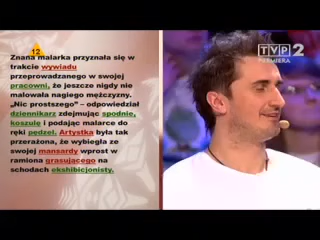 12
Znana malarka przyznała się w
trakcie wywiadu
przeprowadzanego w swojej
pracowni, że jeszcze nigdy nie
malowała nagiego mężczyzny.
„Nic prostszego” – odpowiedział
dziennikarz zdejmując spodnie,
koszulę i podając malarce do
ręki pędzel. Artystka była tak
przerażona, że wybiegła ze
swojej mansardy wprost w
ramiona grasującego na
schodach ekshibicjonisty.
TVP2
PREMIERA